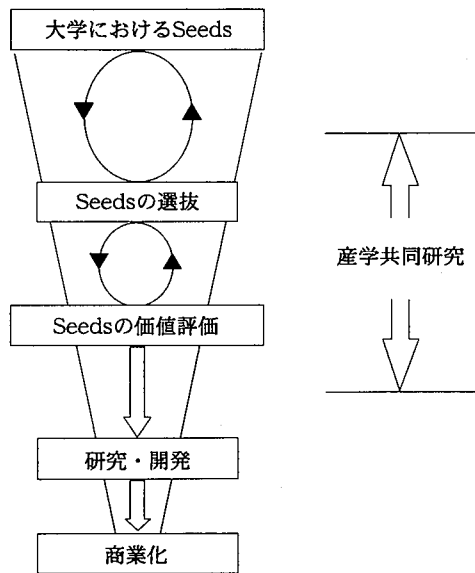 大学におけるSeeds
Seedsの選抜
産学共同研究
Seedsの価値評価
研究・開発
商業化